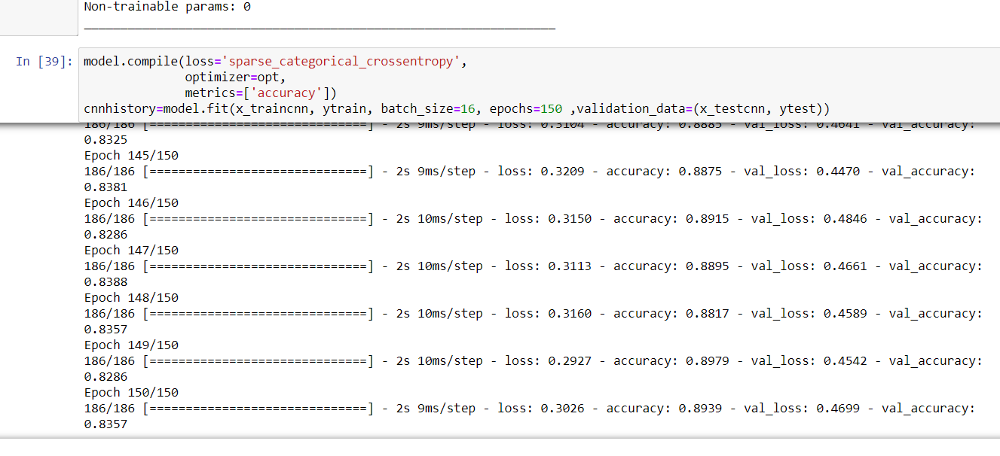 Non-trainable params: 0
_________________________________________________________________
In [39]: model.compile(loss='sparse_categorical_crossentropy',
optimizer=opt,
metrics=['accuracy'])
cnnhistory=model.fit(x_traincnn, ytrain, batch_size=16, epochs=150 ,validation_data=(x_testcnn, ytest))
186/186 [==============================] - 2s 9ms/step - loss: 0.3104 - accuracy: 0.8885 - val_loss: 0.4641 - val_accuracy:
0.8325
Epoch 145/150
186/186 [==============================] - 2s 9ms/step - loss: 0.3209 - accuracy: 0.8875 - val_loss: 0.4470 - val_accuracy:
0.8381
Epoch 146/150
186/186 [==============================] - 2s 10ms/step - loss: 0.3150 - accuracy: 0.8915 - val_loss: 0.4846 - val_accuracy:
0.8286
Epoch 147/150
186/186 [==============================] - 2s 10ms/step - loss: 0.3113 - accuracy: 0.8895 - val_loss: 0.4661 - val_accuracy:
0.8388
Epoch 148/150
186/186 [==============================] - 2s 10ms/step - loss: 0.3160 - accuracy: 0.8817 - val_loss: 0.4589 - val_accuracy:
0.8357
Epoch 149/150
186/186 [==============================] - 2s 10ms/step - loss: 0.2927 - accuracy: 0.8979 - val_loss: 0.4542 - val_accuracy:
0.8286
Epoch 150/150
186/186 [==============================] - 2s 9ms/step - loss: 0.3026 - accuracy: 0.8939 - val_loss: 0.4699 - val_accuracy:
0.8357